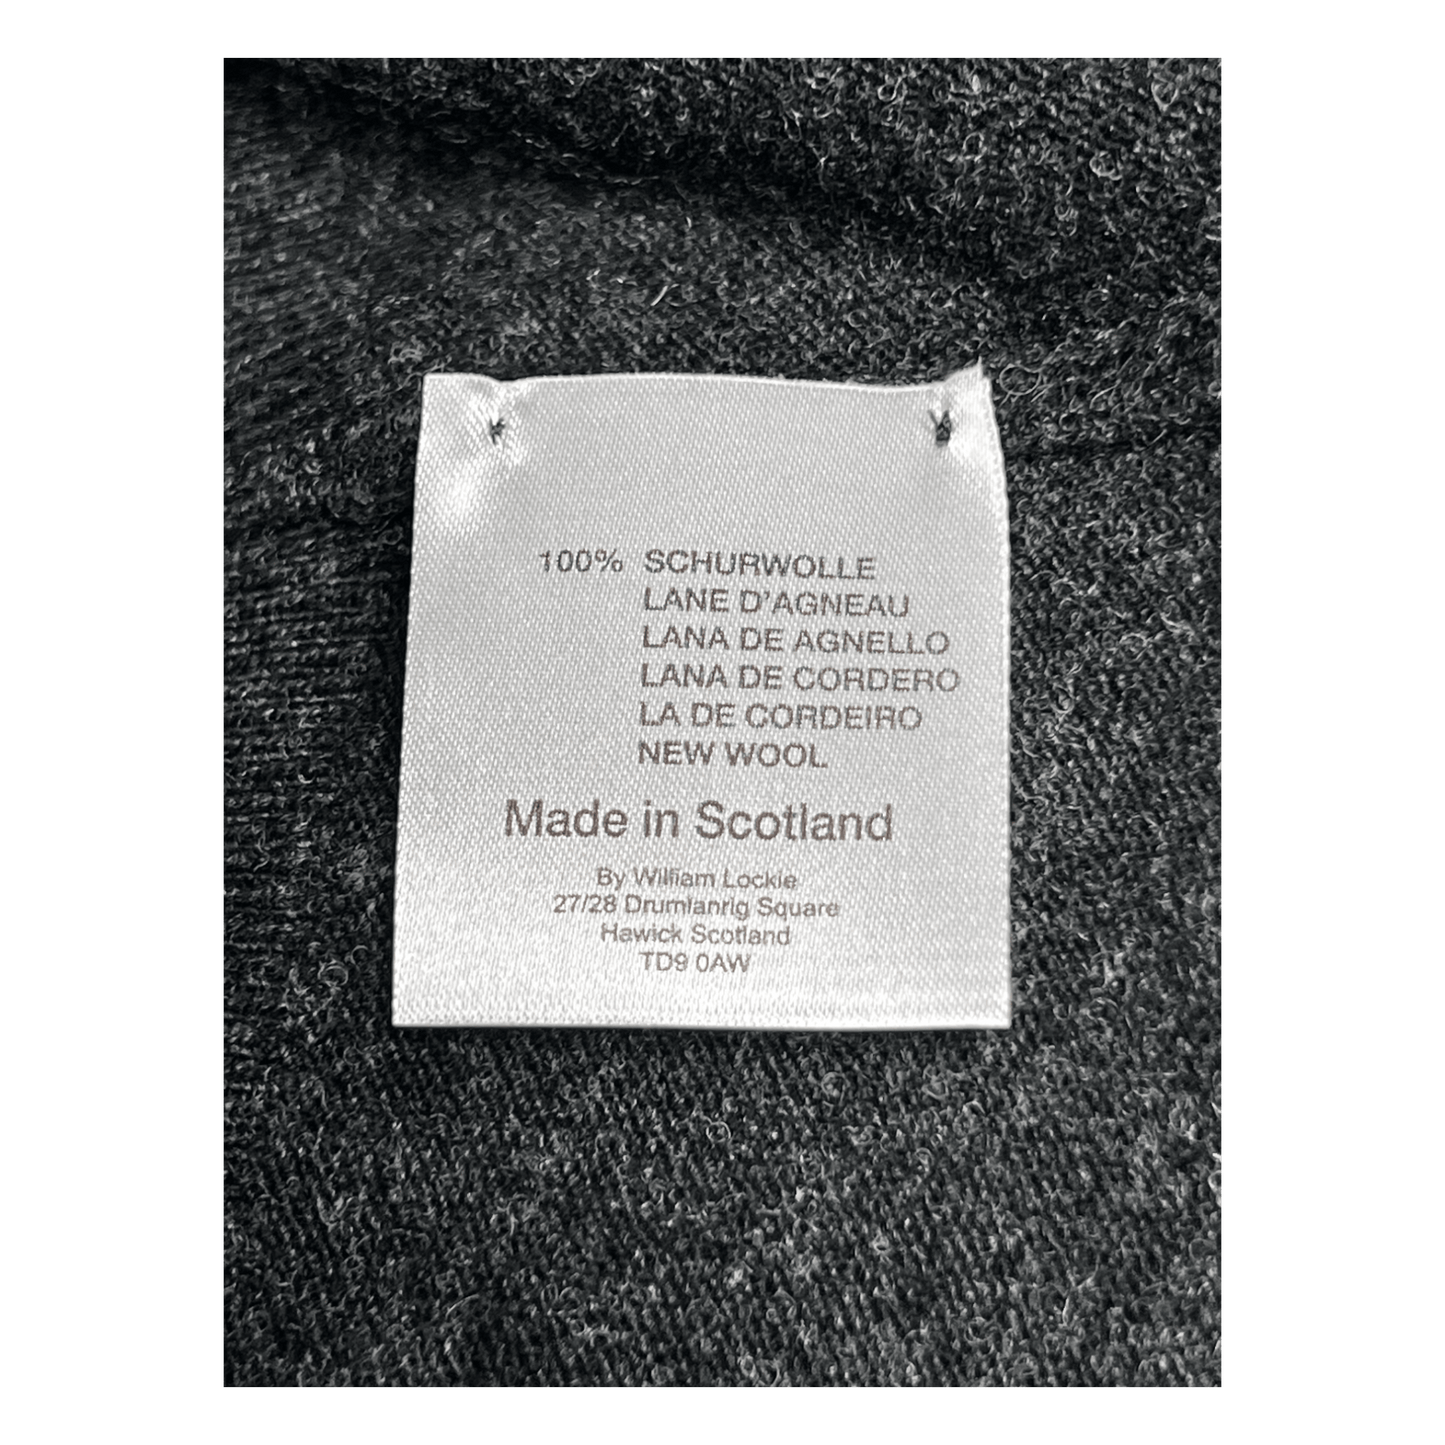 100% SCHURWOLLE
LANE D'AGNEAU
LANA DE AGNELLO
LANA DE CORDERO
LA DE CORDEIRO
NEW WOOL
Made in Scotland
By William Lockie
27/28 Drumlanrig Square
Hawick Scotland
TD9 0AW